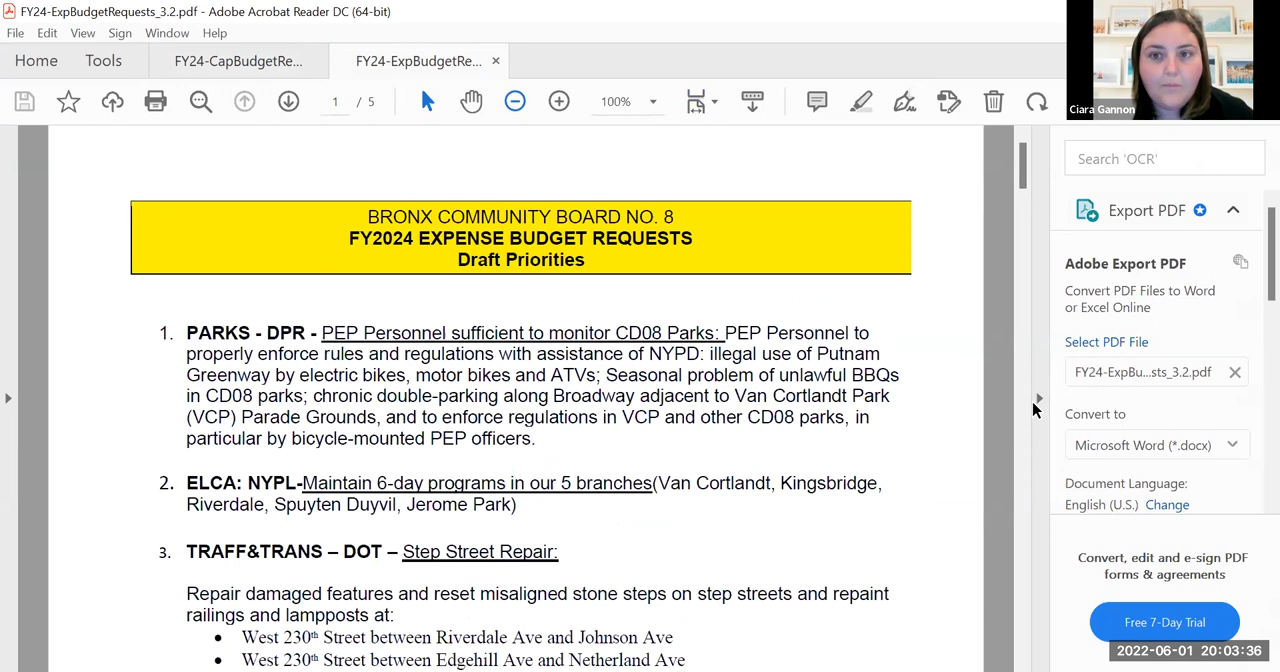 FY24-ExpBudgetRequests_3.2.pdf - Adobe Acrobat Reader DC (64-bit)
File Edit View Sign Window Help
Home Tools FY24-CapBudgetRe... FY24-ExpBudgetRe... ×
1 / 5 100%
Ciara Gannon
BRONX COMMUNITY BOARD NO. 8
FY2024 EXPENSE BUDGET REQUESTS
Draft Priorities
1. PARKS - DPR - PEP Personnel sufficient to monitor CD08 Parks: PEP Personnel to
properly enforce rules and regulations with assistance of NYPD: illegal use of Putnam
Greenway by electric bikes, motor bikes and ATVs; Seasonal problem of unlawful BBQs
in CD08 parks; chronic double-parking along Broadway adjacent to Van Cortlandt Park
(VCP) Parade Grounds, and to enforce regulations in VCP and other CD08 parks, in
particular by bicycle-mounted PEP officers.
2. ELCA: NYPL-Maintain 6-day programs in our 5 branches(Van Cortlandt, Kingsbridge,
Riverdale, Spuyten Duyvil, Jerome Park)
3. TRAFF&TRANS – DOT – Step Street Repair:
Repair damaged features and reset misaligned stone steps on step streets and repaint
railings and lampposts at:
• West 230th Street between Riverdale Ave and Johnson Ave
• West 230th Street between Edgehill Ave and Netherland Ave
Search 'OCR'
Export PDF
Adobe Export PDF
Convert PDF Files to Word
or Excel Online
Select PDF File
FY24-ExpBu...sts_3.2.pdf
Convert to
Microsoft Word (*.docx)
Document Language:
English (U.S.) Change
Convert, edit and e-sign PDF
forms & agreements
Free 7-Day Trial
2022-06-01 20:03:36